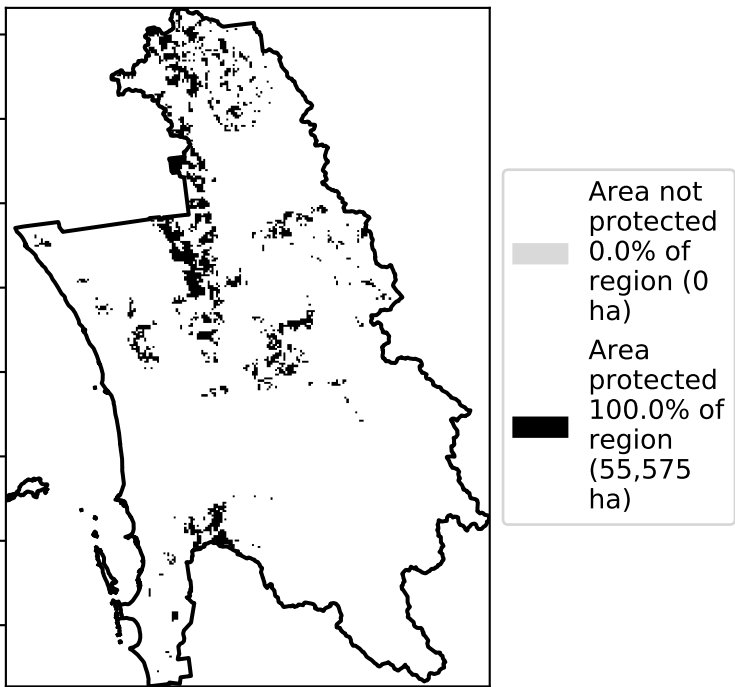 Area not
protected
0.0% of
region (0
ha)
Area
protected
100.0% of
region
(55,575
ha)